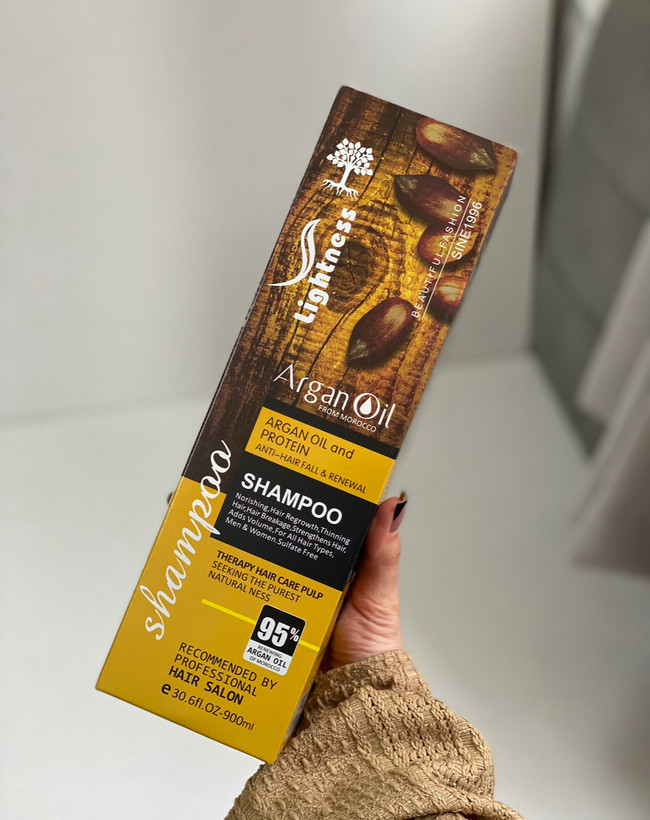 Lightness
BEAUTIFUL FASHION
SINE1996
Argan Oil
FROM MOROCCO
ARGAN OIL and
PROTEIN
ANTI-HAIR FALL & RENEWAL
SHAMPOO
Norishing,Hair Regrowth,Thinning
Hair,Hair Breakage,Strengthens Hair,
Adds Volume,For All Hair Types,
Men & Women.Sulfate Free
shampoo
THERAPY HAIR CARE PULP
SEEKING THE PUREST
NATURAL NESS
95%
RENEWING
ARGAN OIL
OF MOROCCO
RECOMMENDED BY
PROFESSIONAL
HAIR SALON
e30.6fl.OZ-900ml